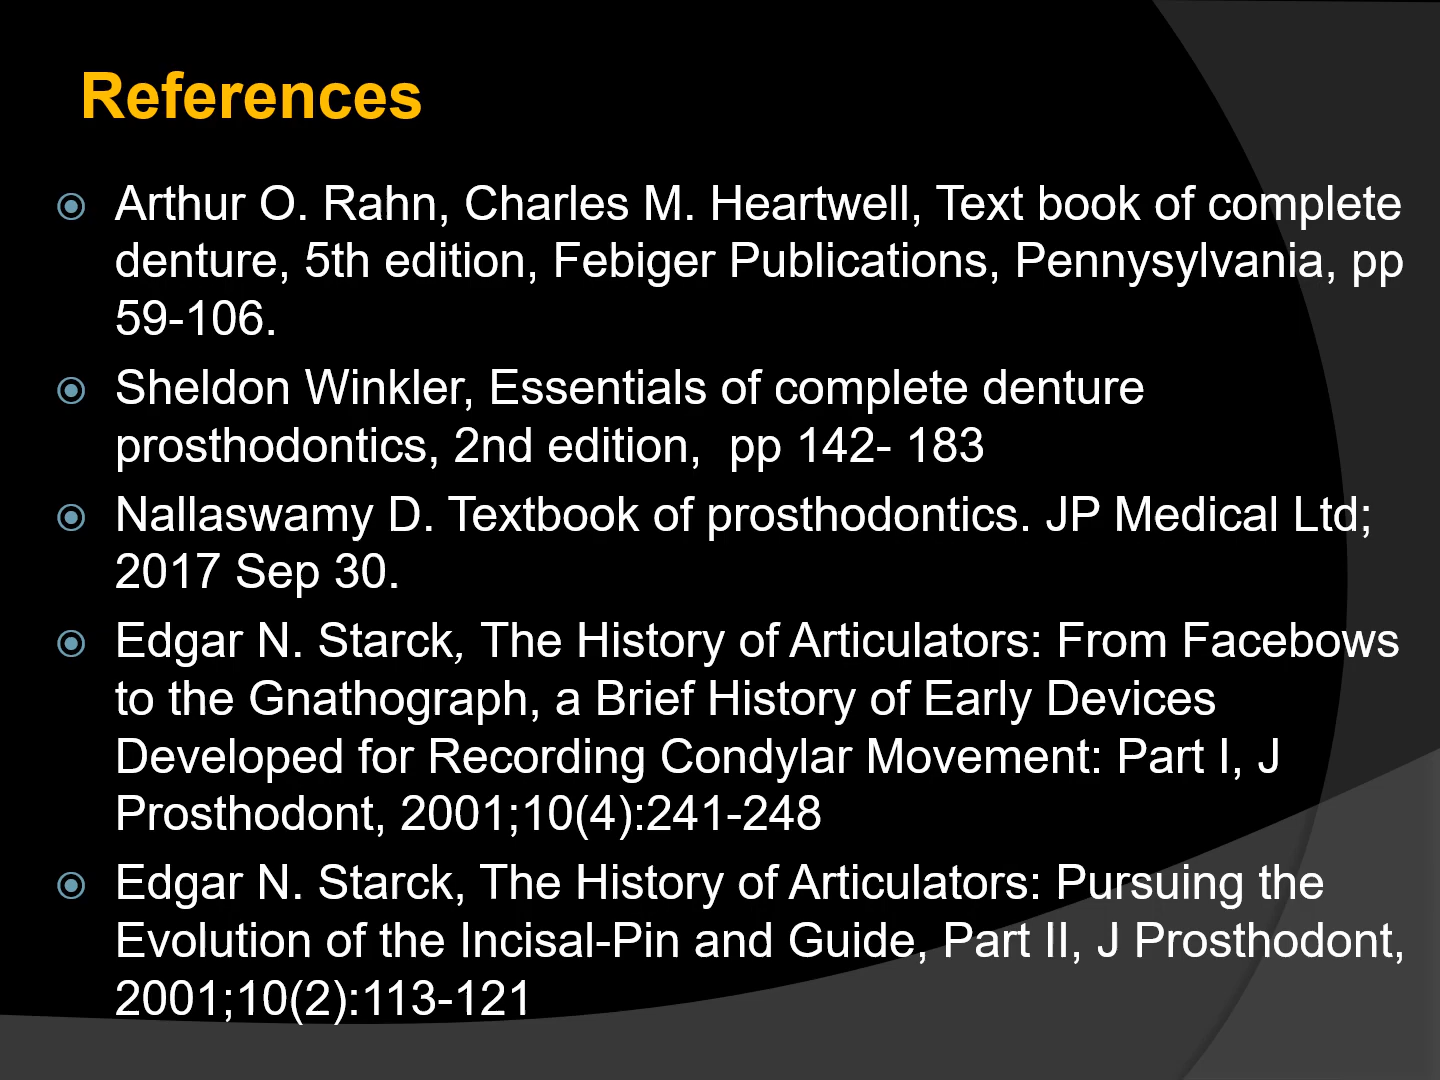 References
Arthur O. Rahn, Charles M. Heartwell, Text book of complete
denture, 5th edition, Febiger Publications, Pennysylvania, pp
59-106.
Sheldon Winkler, Essentials of complete denture
prosthodontics, 2nd edition,  pp 142- 183
Nallaswamy D. Textbook of prosthodontics. JP Medical Ltd;
2017 Sep 30.
Edgar N. Starck, The History of Articulators: From Facebows
to the Gnathograph, a Brief History of Early Devices
Developed for Recording Condylar Movement: Part I, J
Prosthodont, 2001;10(4):241-248
Edgar N. Starck, The History of Articulators: Pursuing the
Evolution of the Incisal-Pin and Guide, Part II, J Prosthodont,
2001;10(2):113-121